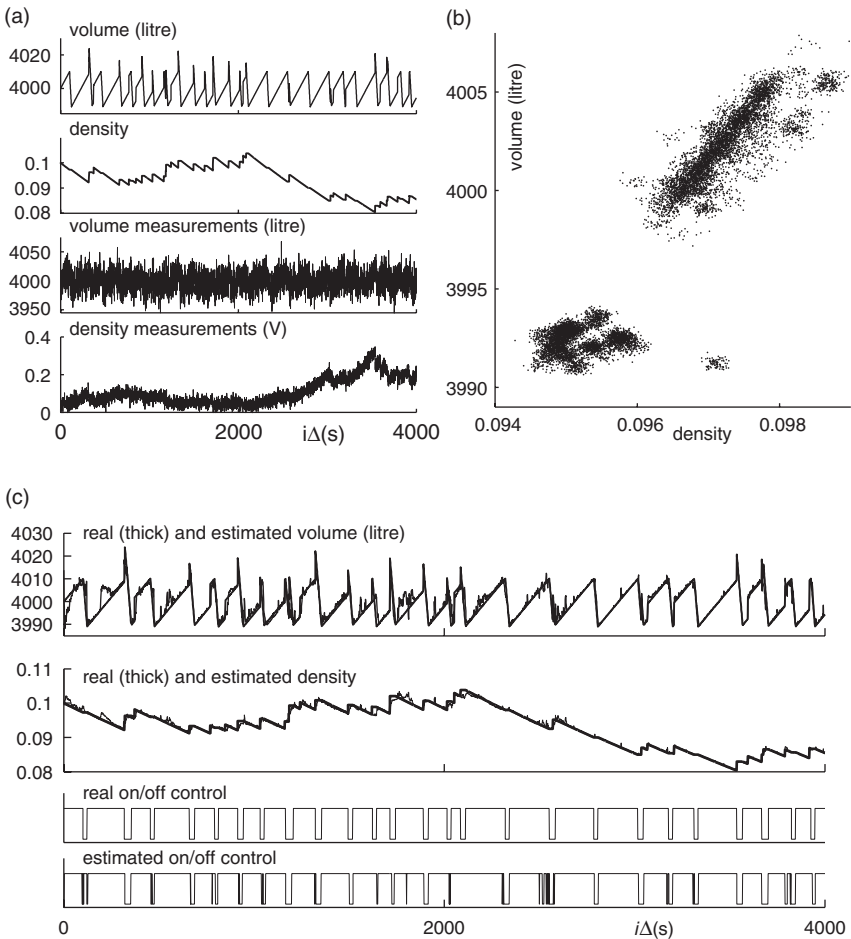 (a)
volume (litre)
4020
4000
density
0.1
0.09
0.08
volume measurements (litre)
4050
4000
3950
density measurements (V)
0.4
0.2
0
0
2000
iΔ(s)
4000
(b)
volume (litre)
4005
4000
3995
3990
0.094
0.096
density
0.098
(c)
real (thick) and estimated volume (litre)
4030
4020
4010
4000
3990
real (thick) and estimated density
0.11
0.1
0.09
0.08
real on/off control
estimated on/off control
0
2000
iΔ(s)
4000